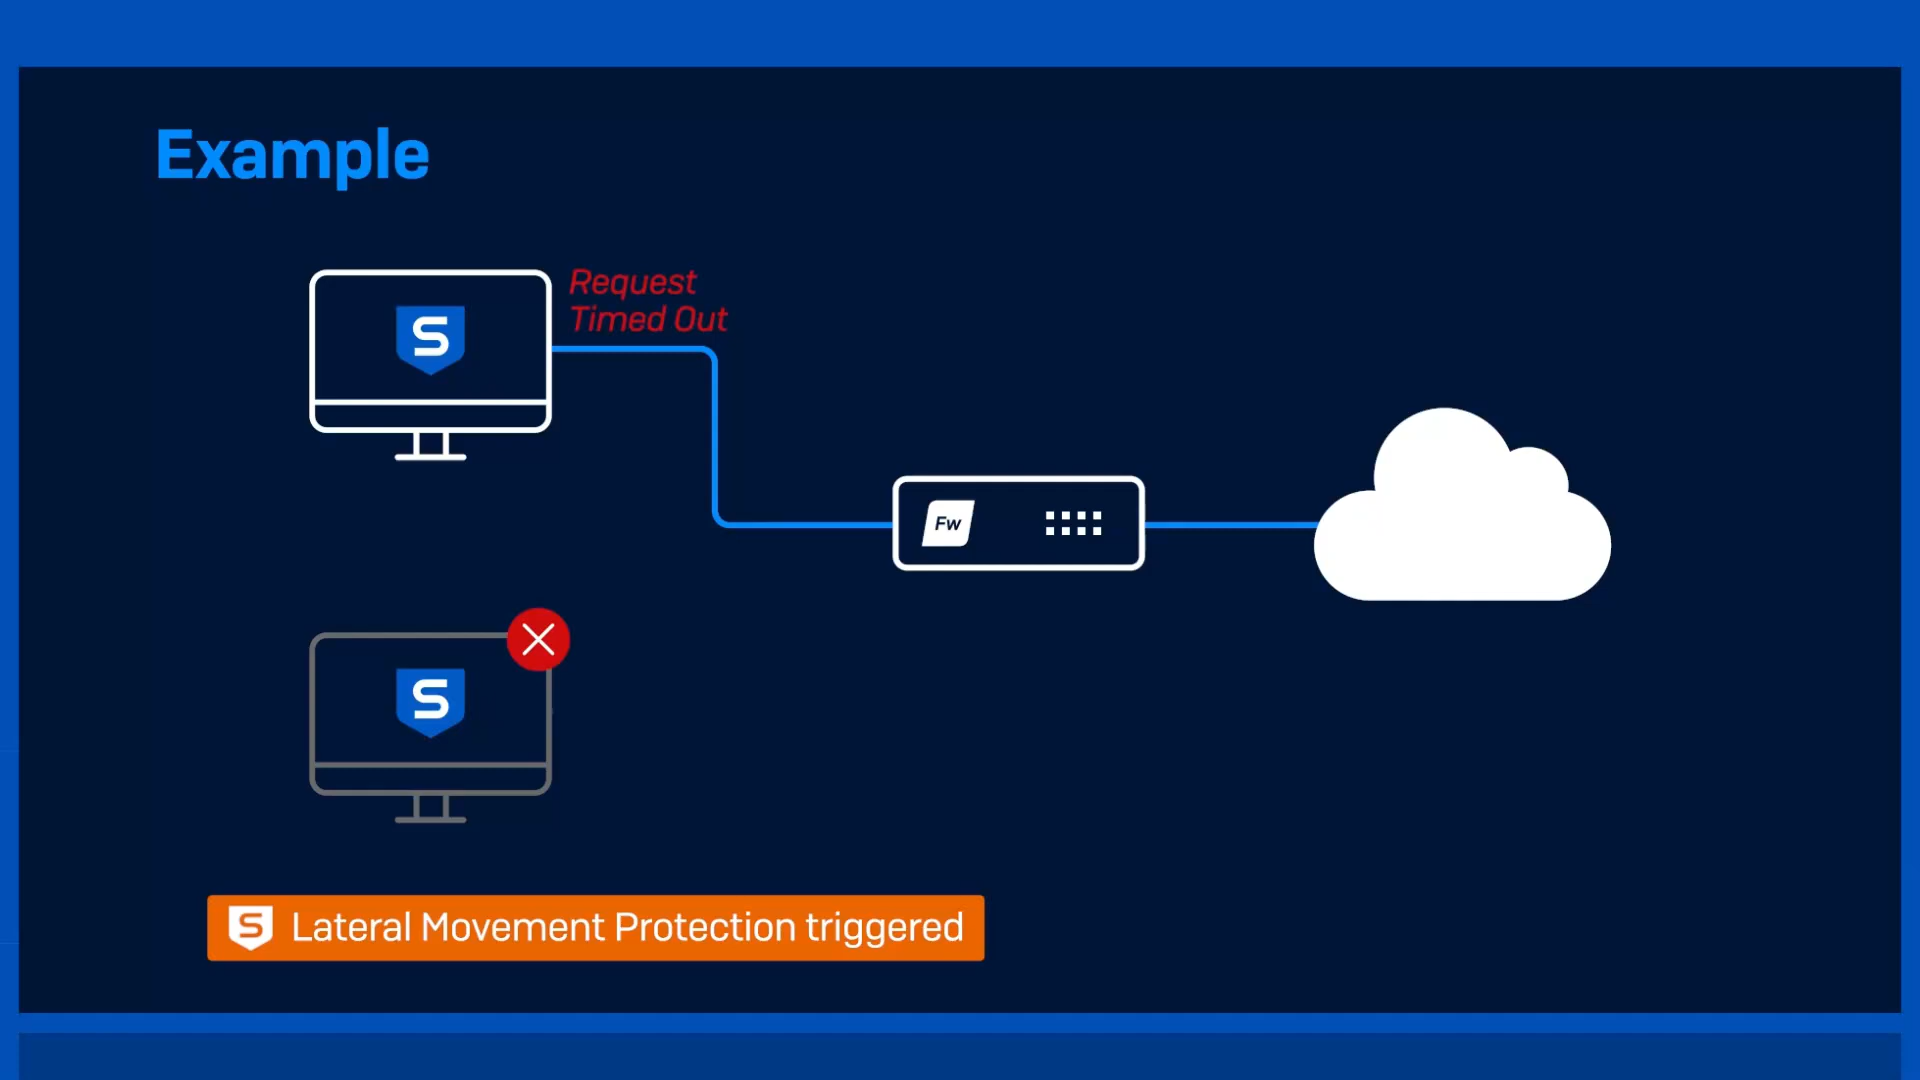 Example
Request
Timed Out
S
Fw
S
S Lateral Movement Protection triggered